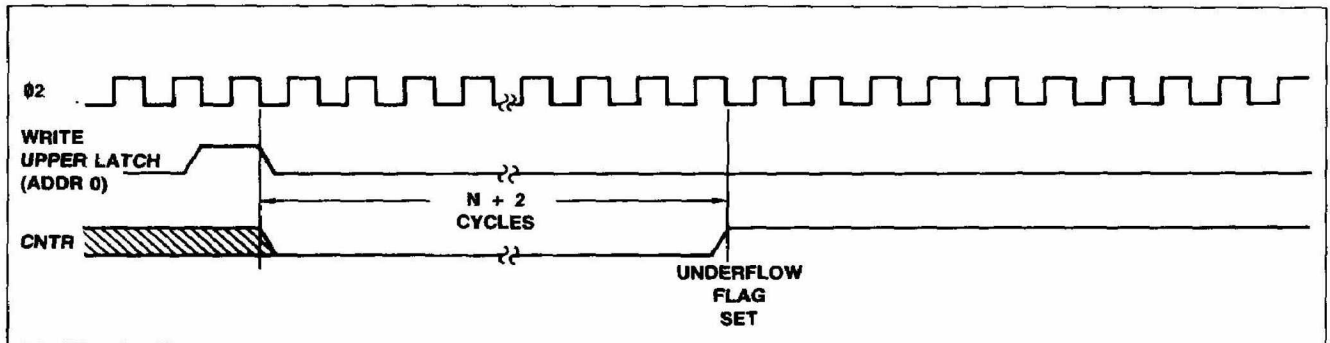 ϕ2
WRITE
UPPER LATCH
(ADDR 0)
N + 2
CYCLES
CNTR
UNDERFLOW
FLAG
SET